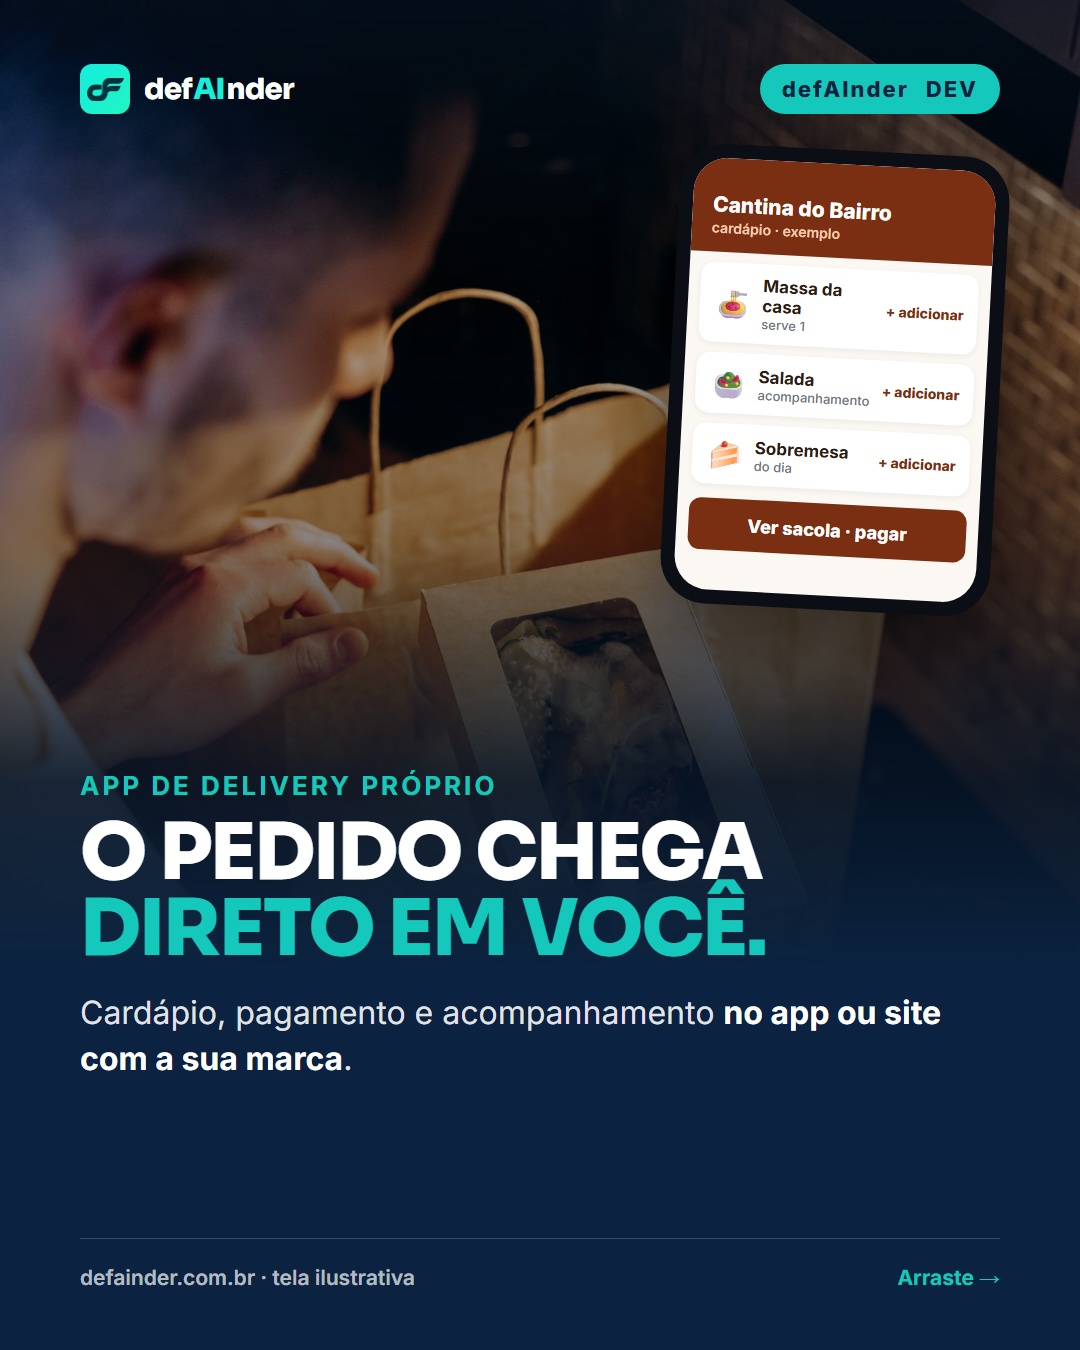 defAInder
defAInder DEV
Cantina do Bairro
cardápio · exemplo
Massa da
casa
serve 1
+ adicionar
Salada
acompanhamento
+ adicionar
Sobremesa
do dia
+ adicionar
Ver sacola · pagar
APP DE DELIVERY PRÓPRIO
O PEDIDO CHEGA
DIRETO EM VOCÊ.
Cardápio, pagamento e acompanhamento no app ou site
com a sua marca.
defainder.com.br · tela ilustrativa
Arraste →